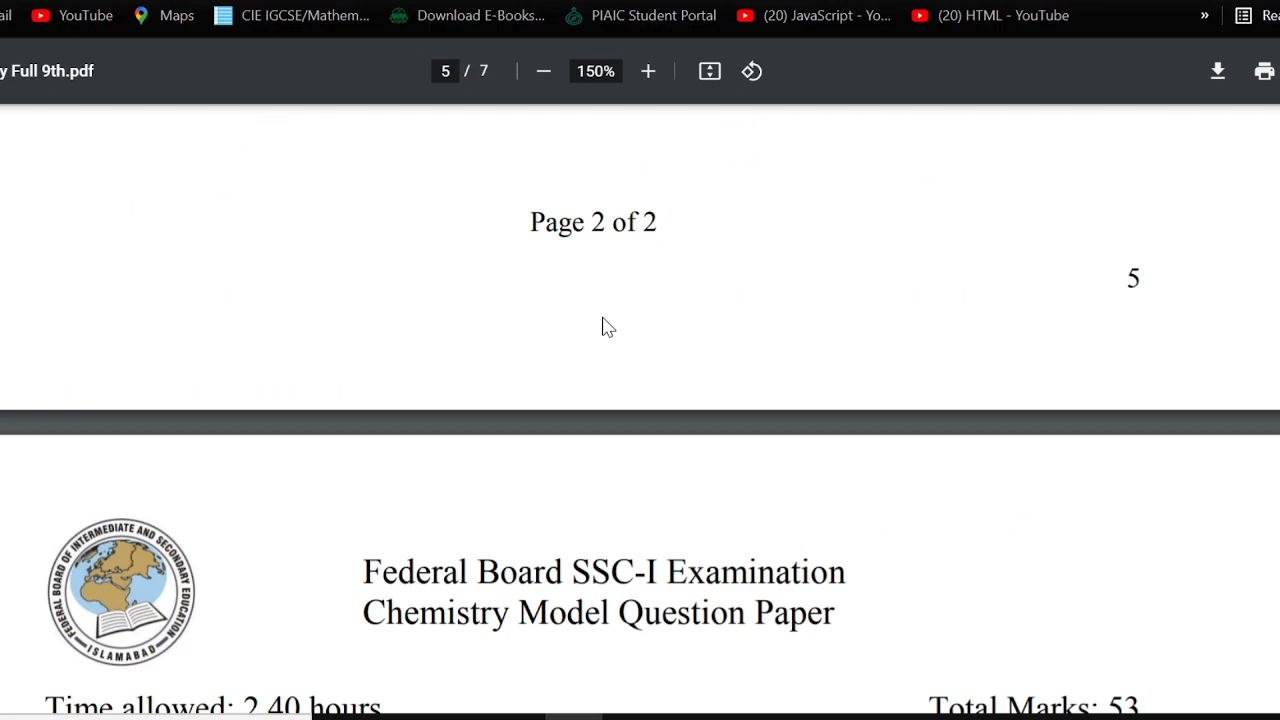 ail YouTube Maps CIE IGCSE/Mathem... Download E-Books... PIAIC Student Portal (20) JavaScript - Yo... (20) HTML - YouTube » Rea
y Full 9th.pdf 5 / 7 — 150% +
Page 2 of 2
5
FEDERAL BOARD OF INTERMEDIATE AND SECONDARY EDUCATION
ISLAMABAD
Federal Board SSC-I Examination
Chemistry Model Question Paper
Time allowed: 2.40 hours Total Marks: 53